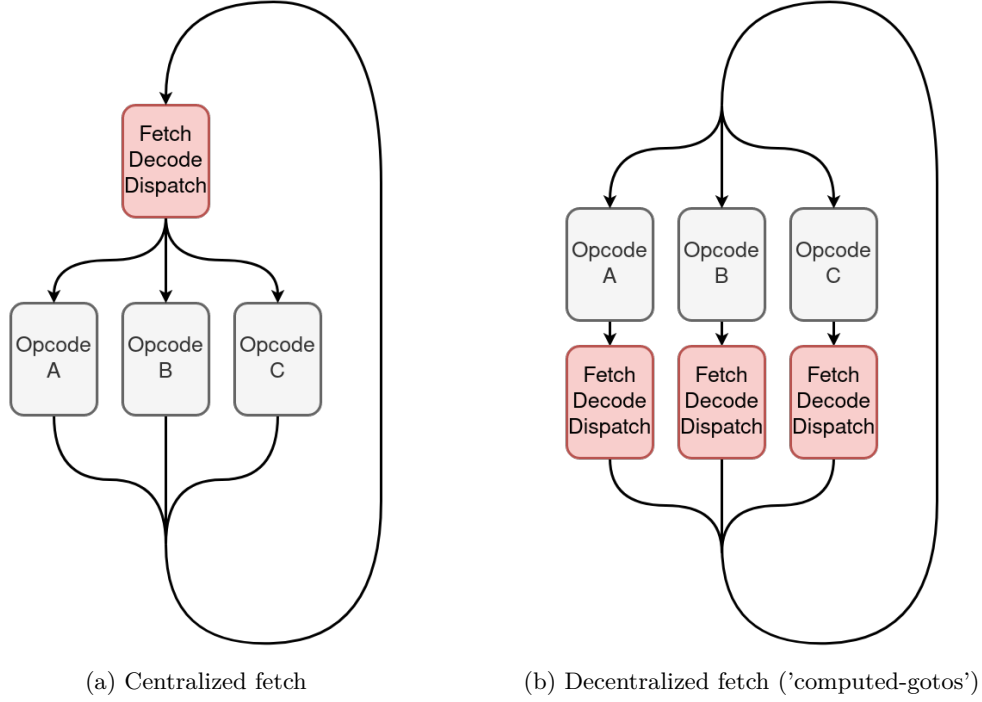 Fetch
Decode
Dispatch
Opcode
A
Opcode
B
Opcode
C
(a) Centralized fetch
Opcode
A
Opcode
B
Opcode
C
Fetch
Decode
Dispatch
Fetch
Decode
Dispatch
Fetch
Decode
Dispatch
(b) Decentralized fetch ('computed-gotos')